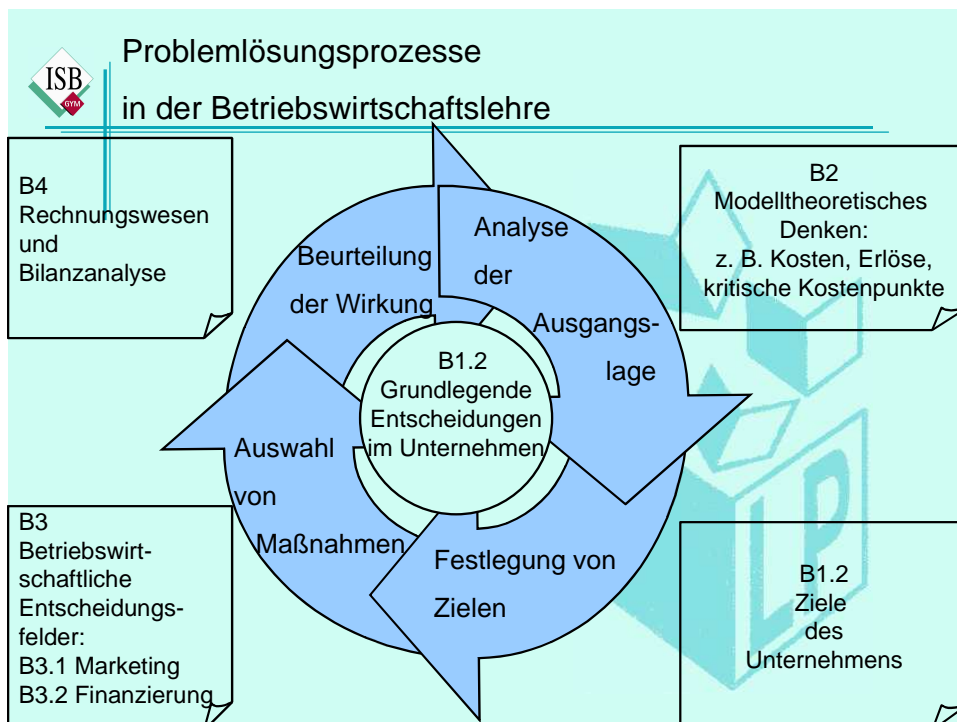 Problemlösungsprozesse
in der Betriebswirtschaftslehre
ISB
GYM
B4
Rechnungswesen
und
Bilanzanalyse
B2
Modelltheoretisches
Denken:
z. B. Kosten, Erlöse,
kritische Kostenpunkte
Beurteilung
der Wirkung
Analyse
der
Ausgangs-
lage
B1.2
Grundlegende
Entscheidungen
im Unternehmen
Auswahl
von
Maßnahmen
Festlegung von
Zielen
B3
Betriebswirt-
schaftliche
Entscheidungs-
felder:
B3.1 Marketing
B3.2 Finanzierung
B1.2
Ziele
des
Unternehmens
LP